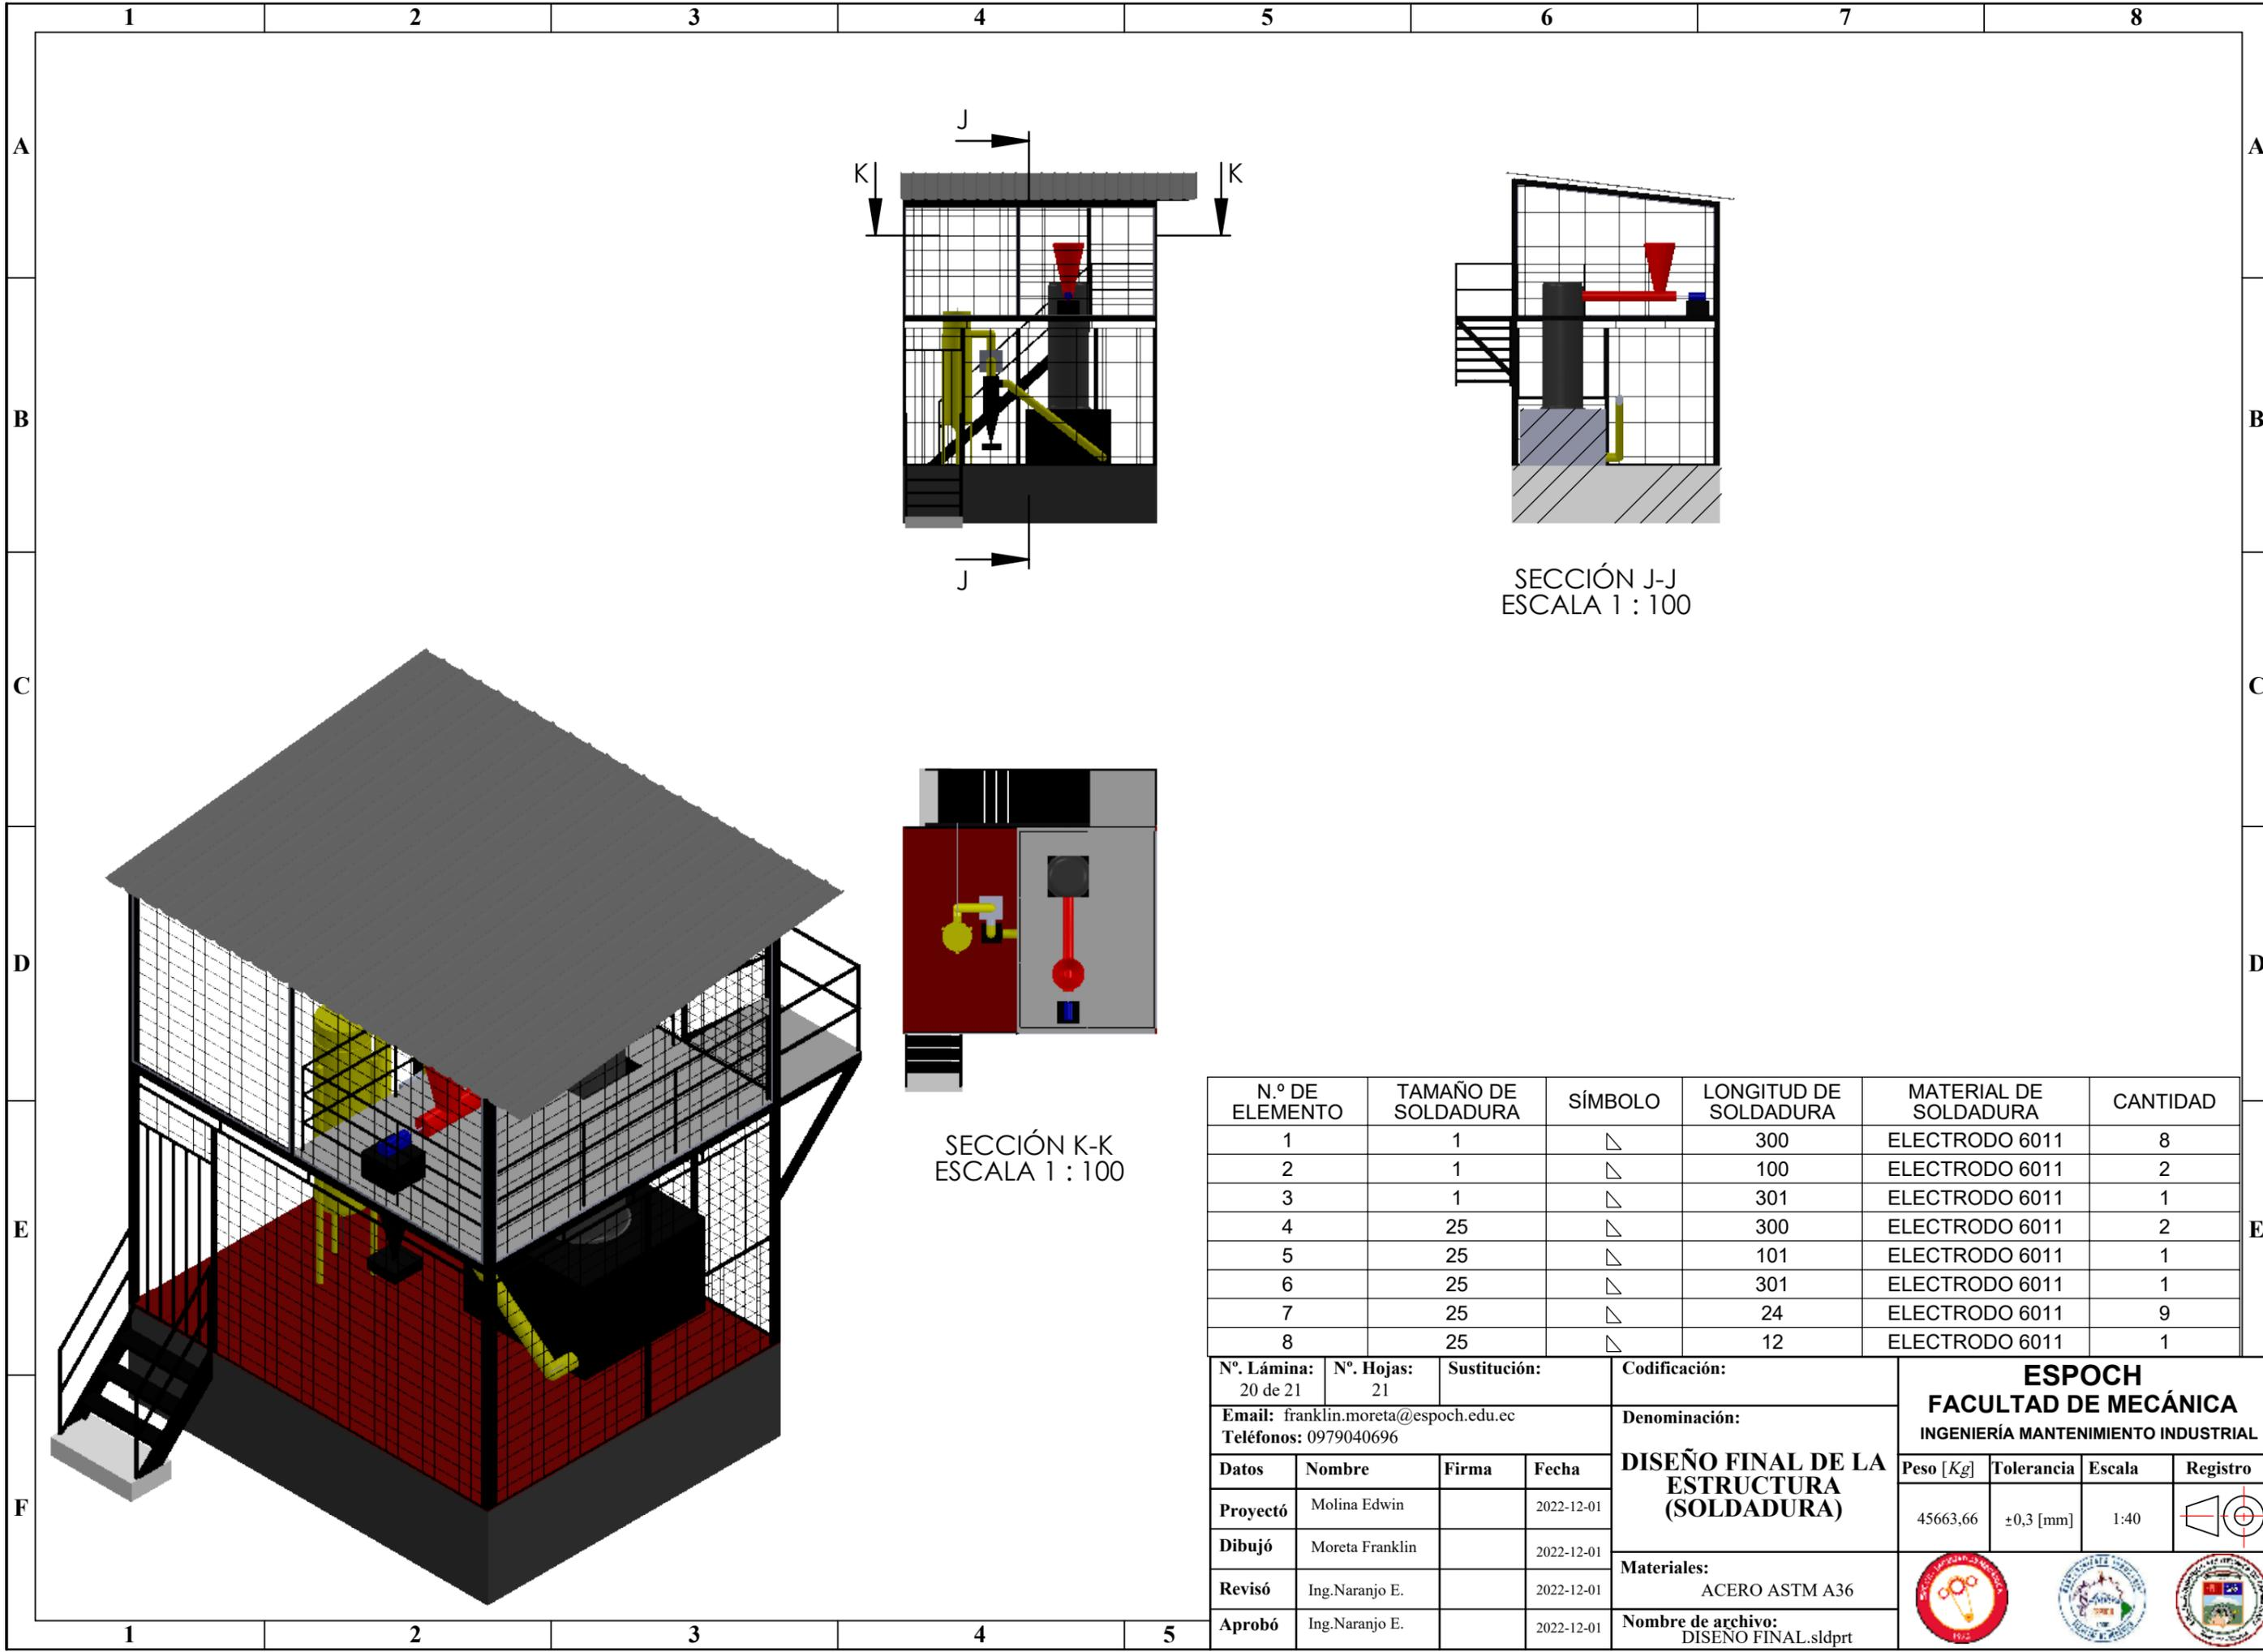 1 2 3 4 5 6 7 8
A A
J
K K
B B
J
SECCIÓN J-J
ESCALA 1 : 100
C C
D D
SECCIÓN K-K
ESCALA 1 : 100
E E
N.º DE ELEMENTO TAMAÑO DE SOLDADURA SÍMBOLO LONGITUD DE SOLDADURA MATERIAL DE SOLDADURA CANTIDAD
1 1 300 ELECTRODO 6011 8
2 1 100 ELECTRODO 6011 2
3 1 301 ELECTRODO 6011 1
4 25 300 ELECTRODO 6011 2
5 25 101 ELECTRODO 6011 1
6 25 301 ELECTRODO 6011 1
7 25 24 ELECTRODO 6011 9
8 25 12 ELECTRODO 6011 1
Nº. Lámina: Nº. Hojas: Sustitución: Codificación:
20 de 21 21
Email: franklin.moreta@espoch.edu.ec
Teléfonos: 0979040696
Denominación:
DISEÑO FINAL DE LA
ESTRUCTURA
(SOLDADURA)
ESPOCH
FACULTAD DE MECÁNICA
INGENIERÍA MANTENIMIENTO INDUSTRIAL
Datos Nombre Firma Fecha
Proyectó Molina Edwin 2022-12-01
Dibujó Moreta Franklin 2022-12-01
Revisó Ing.Naranjo E. 2022-12-01
Aprobó Ing.Naranjo E. 2022-12-01
Peso [Kg] Tolerancia Escala Registro
45663,66 ±0,3 [mm] 1:40
Materiales:
ACERO ASTM A36
Nombre de archivo:
DISEÑO FINAL.sldprt
F
1 2 3 4 5